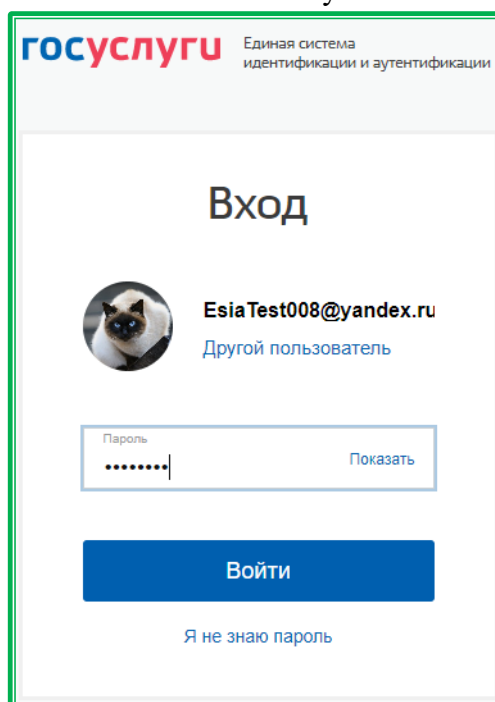 госуслуги
Единая система
идентификации и аутентификации
Вход
EsiaTest008@yandex.ru
Другой пользователь
Пароль
••••••••
Показать
Войти
Я не знаю пароль